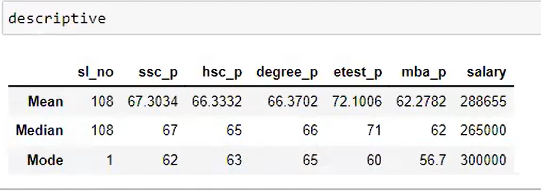 descriptive
sl_no ssc_p hsc_p degree_p etest_p mba_p salary
Mean 108 67.3034 66.3332 66.3702 72.1006 62.2782 288655
Median 108 67 65 66 71 62 265000
Mode 1 62 63 65 60 56.7 300000